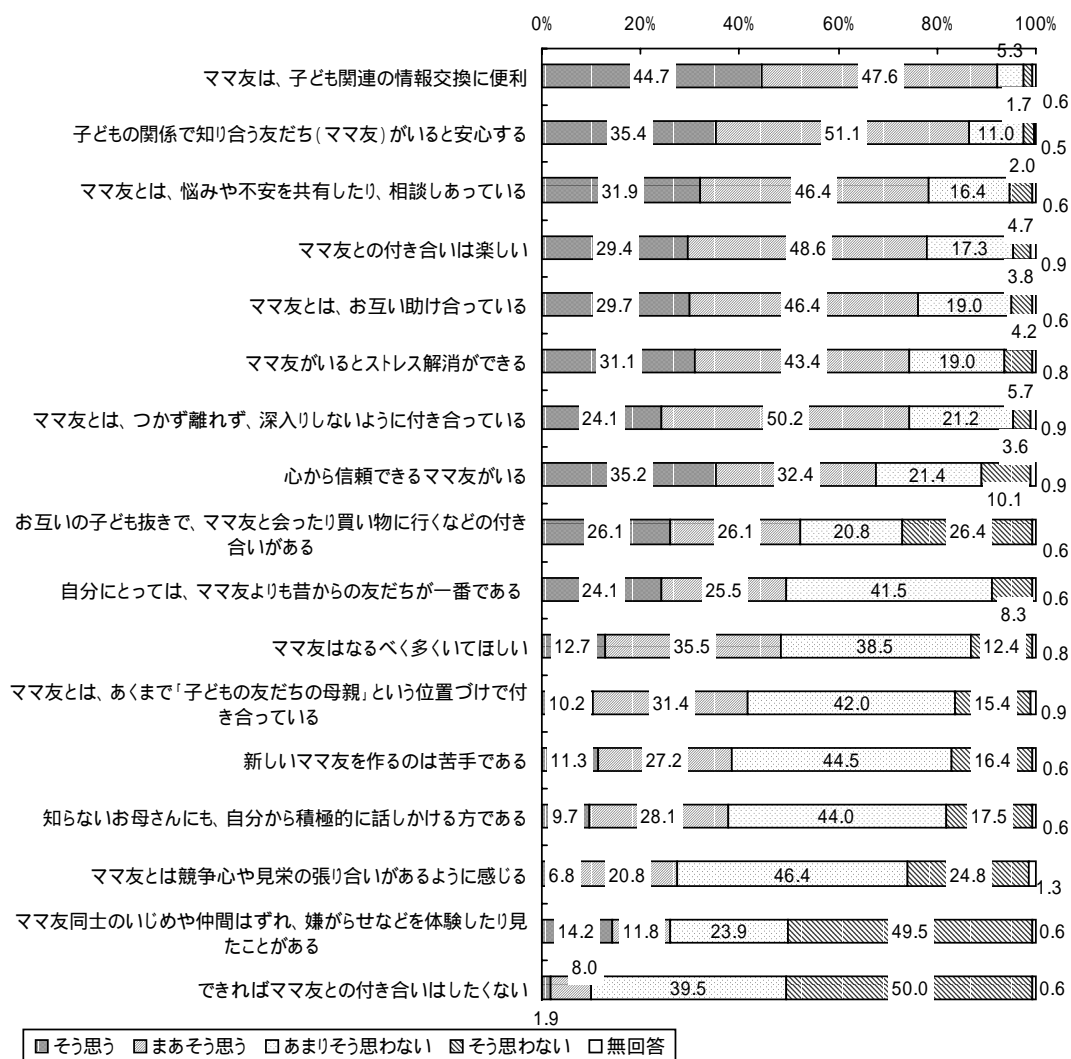 0% 20% 40% 60% 80% 100%
5.3
ママ友は、子ども関連の情報交換に便利 44.7 47.6 0.6
1.7
子どもの関係で知り合う友だち(ママ友)がいると安心する 35.4 51.1 11.0 0.5
2.0
ママ友とは、悩みや不安を共有したり、相談しあっている 31.9 46.4 16.4 0.6
4.7
ママ友との付き合いは楽しい 29.4 48.6 17.3 0.9
3.8
ママ友とは、お互い助け合っている 29.7 46.4 19.0 0.6
4.2
ママ友がいるとストレス解消ができる 31.1 43.4 19.0 0.8
5.7
ママ友とは、つかず離れず、深入りしないように付き合っている 24.1 50.2 21.2 0.9
3.6
心から信頼できるママ友がいる 35.2 32.4 21.4 0.9
10.1
お互いの子ども抜きで、ママ友と会ったり買い物に行くなどの付き
合いがある 26.1 26.1 20.8 26.4 0.6
自分にとっては、ママ友よりも昔からの友だちが一番である 24.1 25.5 41.5 0.6
8.3
ママ友はなるべく多くいてほしい 12.7 35.5 38.5 12.4 0.8
ママ友とは、あくまで「子どもの友だちの母親」という位置づけで付
き合っている 10.2 31.4 42.0 15.4 0.9
新しいママ友を作るのは苦手である 11.3 27.2 44.5 16.4 0.6
知らないお母さんにも、自分から積極的に話しかける方である 9.7 28.1 44.0 17.5 0.6
ママ友とは競争心や見栄の張り合いがあるように感じる 6.8 20.8 46.4 24.8 1.3
ママ友同士のいじめや仲間はずれ、嫌がらせなどを体験したり見
たことがある 14.2 11.8 23.9 49.5 0.6
8.0
できればママ友との付き合いはしたくない 39.5 50.0 0.6
1.9
そう思う まあそう思う あまりそう思わない そう思わない 無回答